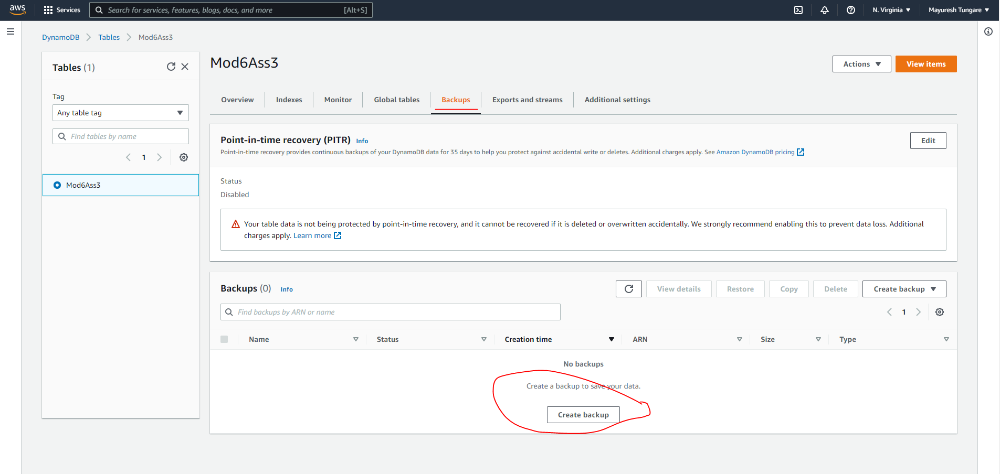 aws
Services
Search for services, features, blogs, docs, and more
[Alt+S]
N. Virginia
Mayuresh Tungare
DynamoDB
Tables
Mod6Ass3
Tables (1)
Tag
Any table tag
Find tables by name
1
Mod6Ass3
Mod6Ass3
Actions
View items
Overview
Indexes
Monitor
Global tables
Backups
Exports and streams
Additional settings
Point-in-time recovery (PITR) Info
Point-in-time recovery provides continuous backups of your DynamoDB data for 35 days to help you protect against accidental write or deletes. Additional charges apply. See Amazon DynamoDB pricing
Edit
Status
Disabled
Your table data is not being protected by point-in-time recovery, and it cannot be recovered if it is deleted or overwritten accidentally. We strongly recommend enabling this to prevent data loss. Additional
charges apply. Learn more
Backups (0) Info
View details
Restore
Copy
Delete
Create backup
Find backups by ARN or name
1
Name
Status
Creation time
ARN
Size
Type
No backups
Create a backup to save your data.
Create backup